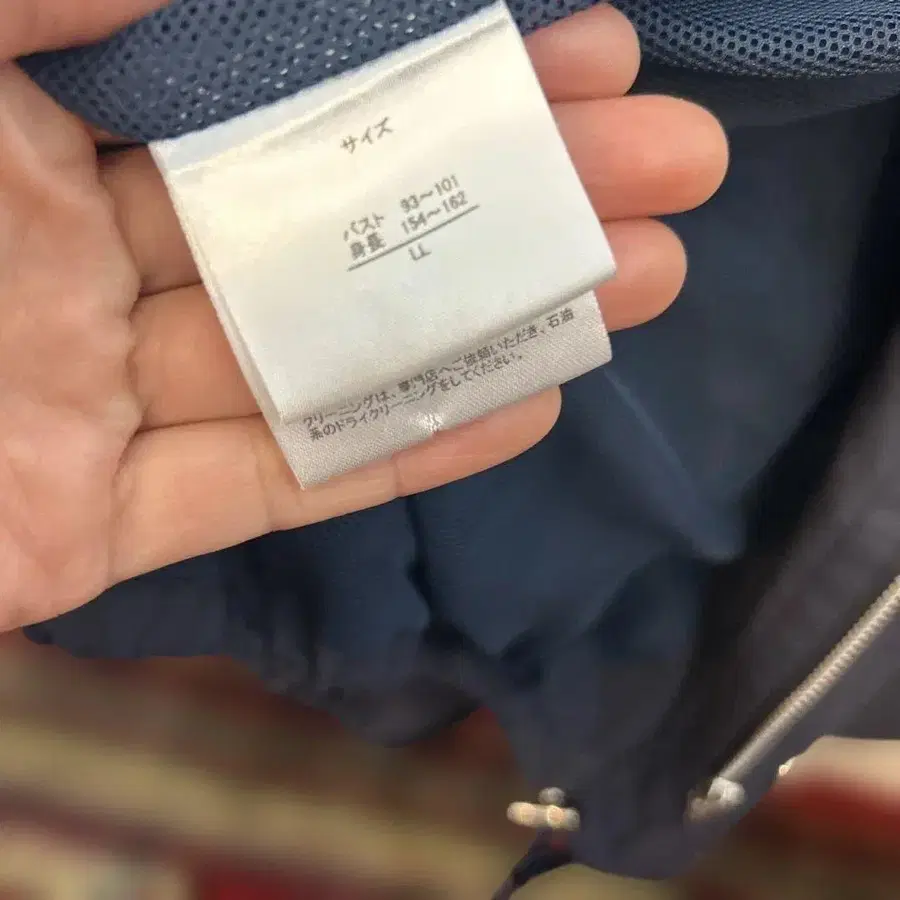 サイズ
バスト 93～101
身長 154～162
LL
クリーニングは、専門店へご依頼いただき、石油
系のドライクリーニングをしてください。